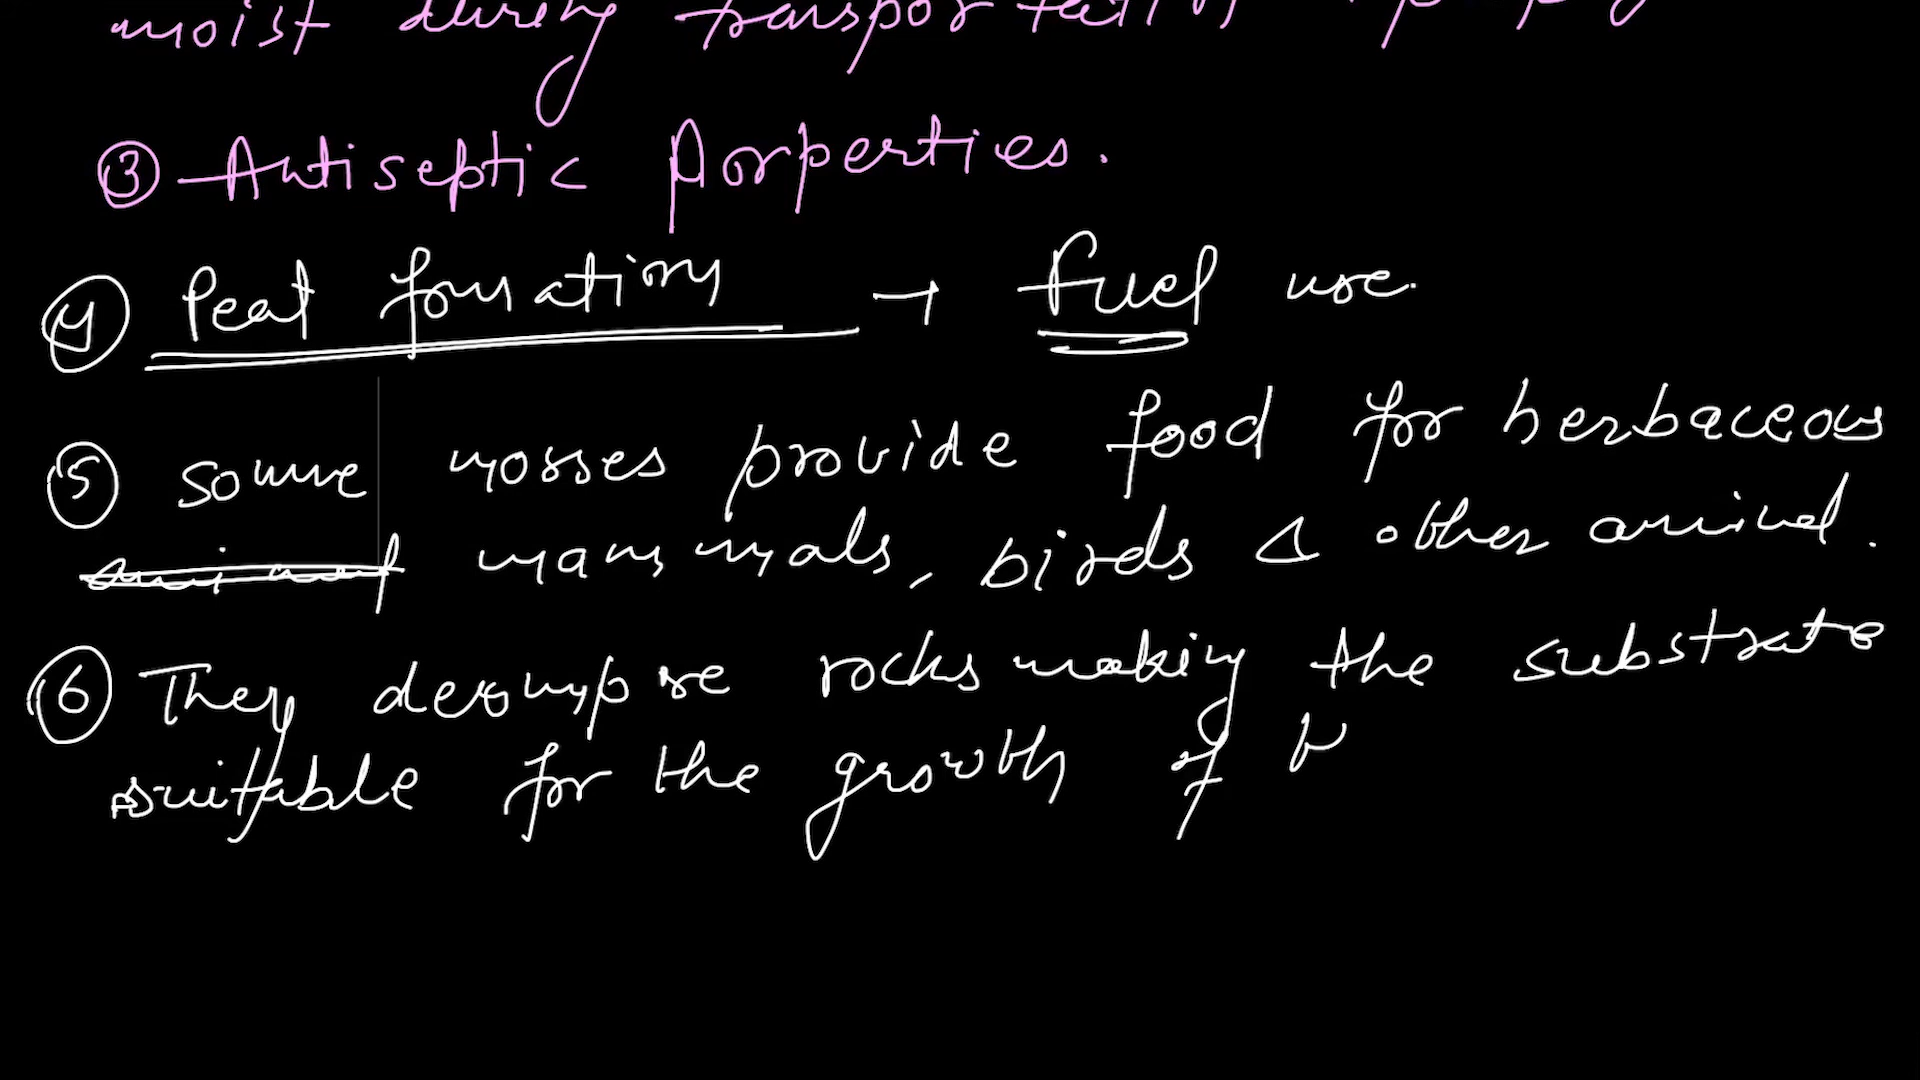 moist during transportation
③ Antiseptic Porperties.
④ Peat formation → fuel use.
⑤ some mosses provide food for herbaceous
mammals, birds & other animal.
⑥ They decompose rocks making the substrate
suitable for the growth of